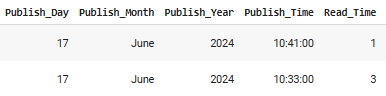 Publish_Day Publish_Month Publish_Year Publish_Time Read_Time
17 June 2024 10:41:00 1
17 June 2024 10:33:00 3